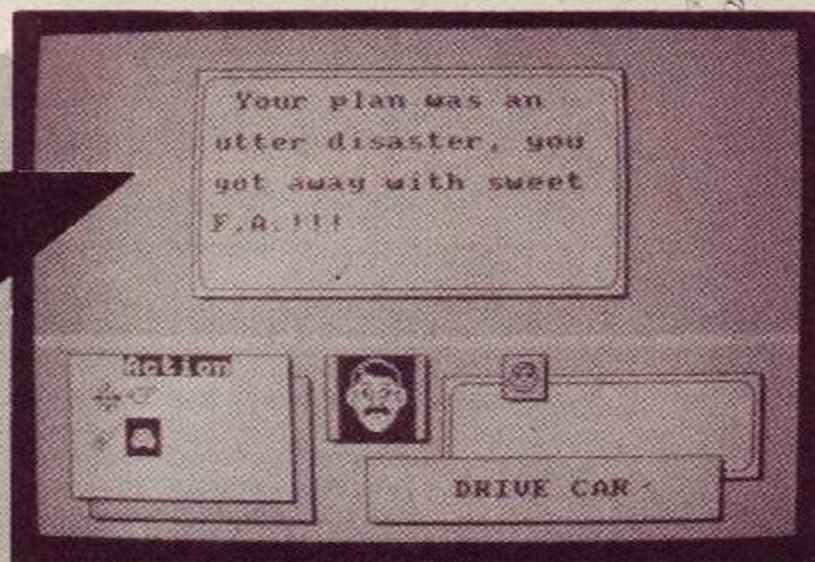 Your plan was an
utter disaster, you
got away with sweet
F.A.!!!
Action
DRIVE CAR